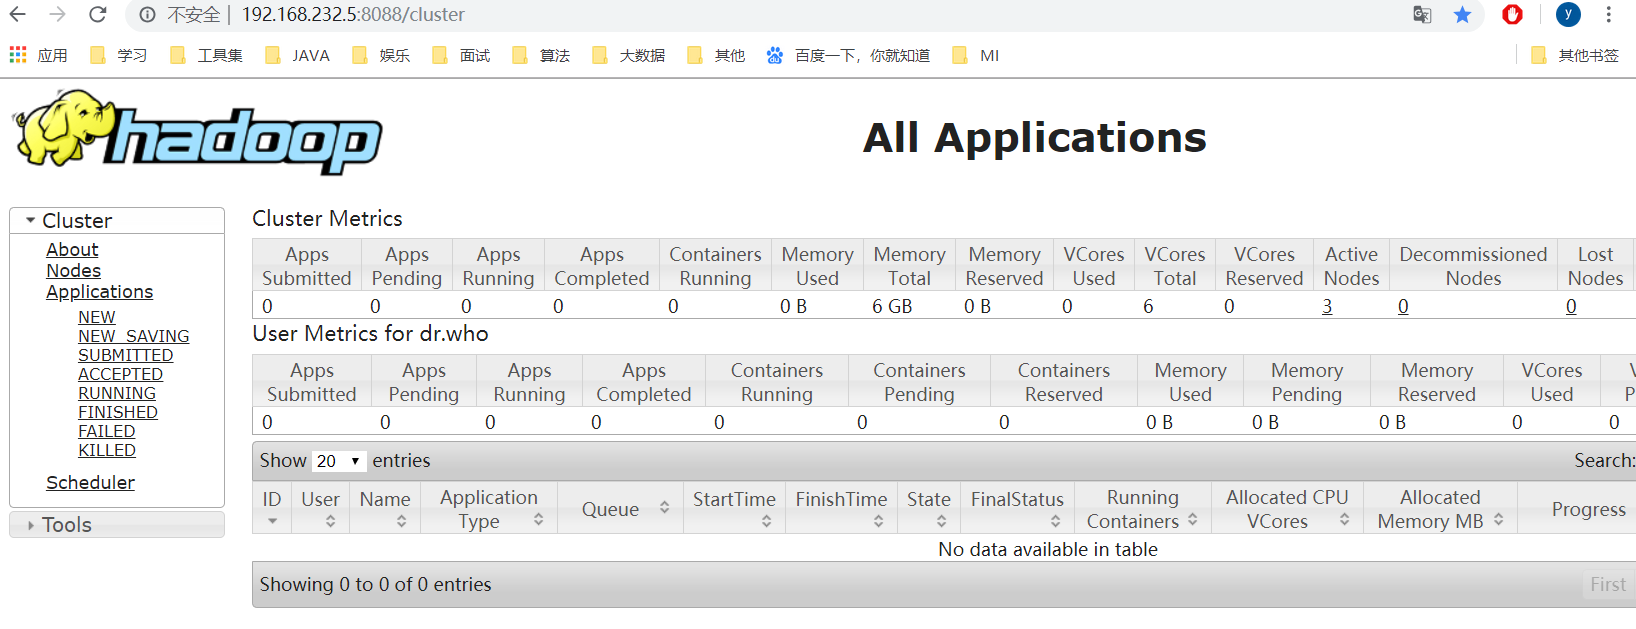 不安全 | 192.168.232.5:8088/cluster
y
应用 学习 工具集 JAVA 娱乐 面试 算法 大数据 其他 百度一下，你就知道 MI 其他书签
hadoop
All Applications
Cluster
About
Nodes
Applications
NEW
NEW_SAVING
SUBMITTED
ACCEPTED
RUNNING
FINISHED
FAILED
KILLED
Scheduler
Tools
Cluster Metrics
Apps Submitted Apps Pending Apps Running Apps Completed Containers Running Memory Used Memory Total Memory Reserved VCores Used VCores Total VCores Reserved Active Nodes Decommissioned Nodes Lost Nodes
0 0 0 0 0 0 B 6 GB 0 B 0 6 0 3 0 0
User Metrics for dr.who
Apps Submitted Apps Pending Apps Running Apps Completed Containers Running Containers Pending Containers Reserved Memory Used Memory Pending Memory Reserved VCores Used
0 0 0 0 0 0 0 0 B 0 B 0 B 0 0
Show 20 entries Search:
ID User Name Application Type Queue StartTime FinishTime State FinalStatus Running Containers Allocated CPU VCores Allocated Memory MB Progress
No data available in table
Showing 0 to 0 of 0 entries First